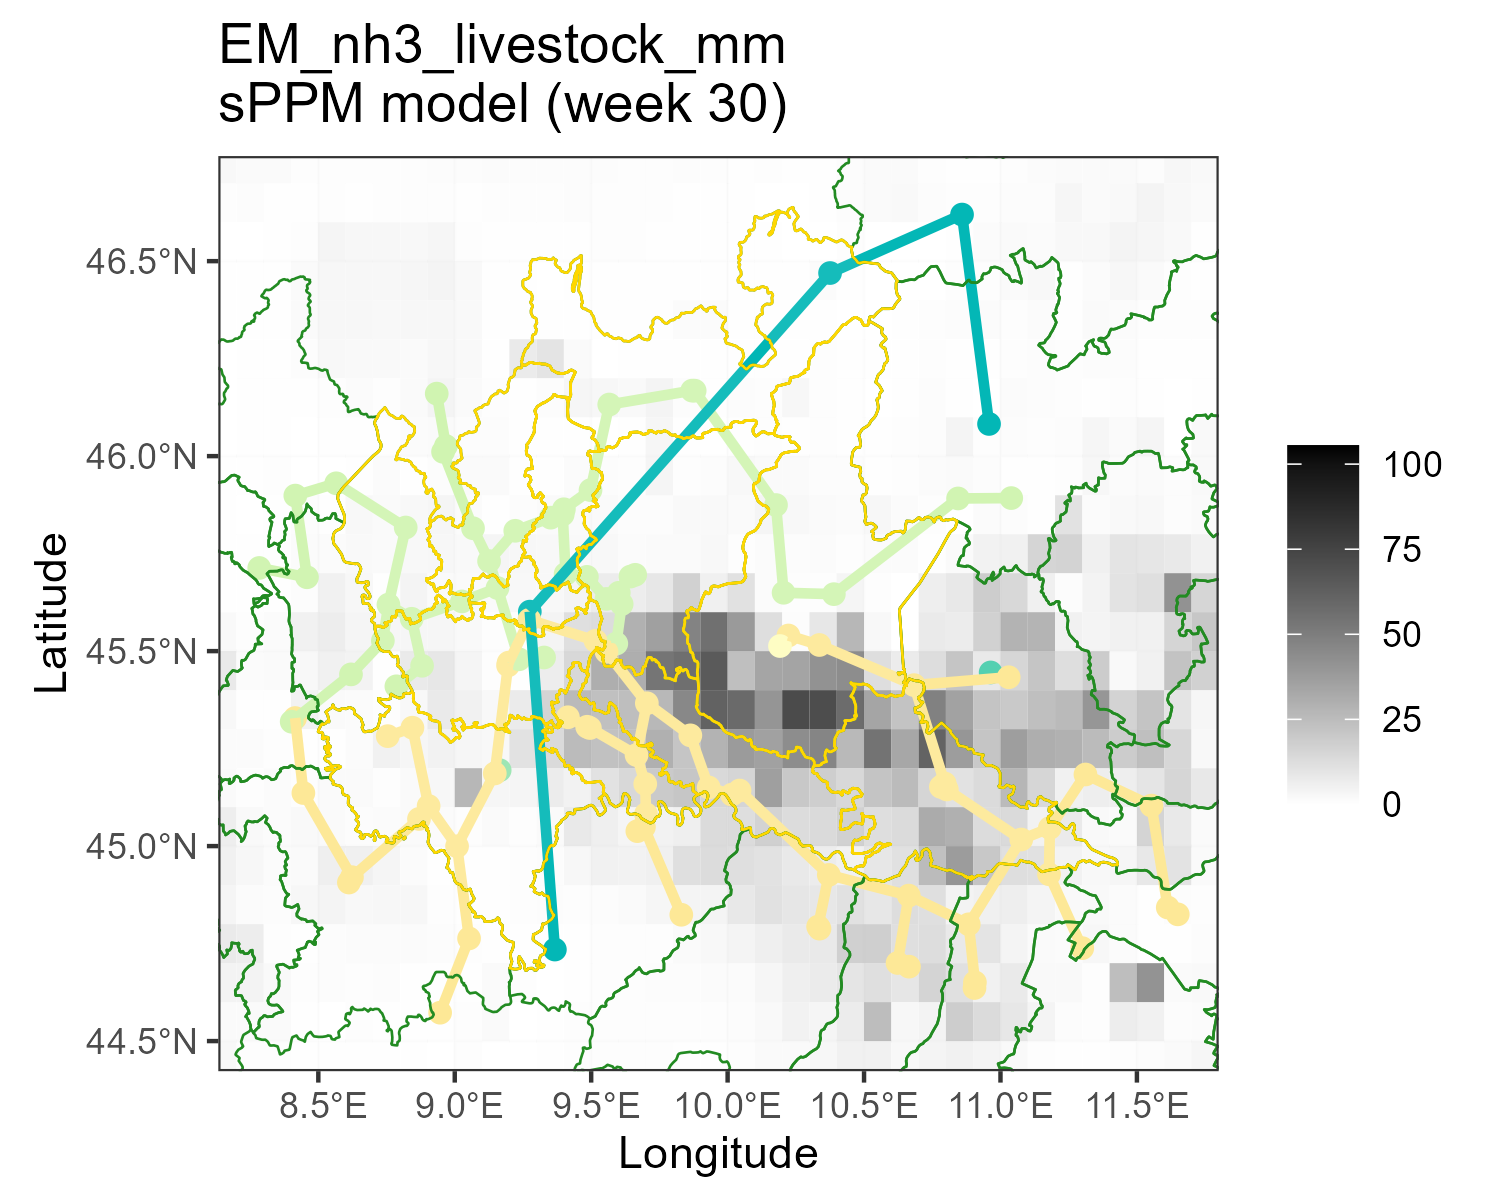 EM_nh3_livestock_mm
sPPM model (week 30)
46.5°N
46.0°N
45.5°N
45.0°N
44.5°N
Latitude
8.5°E 9.0°E 9.5°E 10.0°E 10.5°E 11.0°E 11.5°E
Longitude
100
75
50
25
0